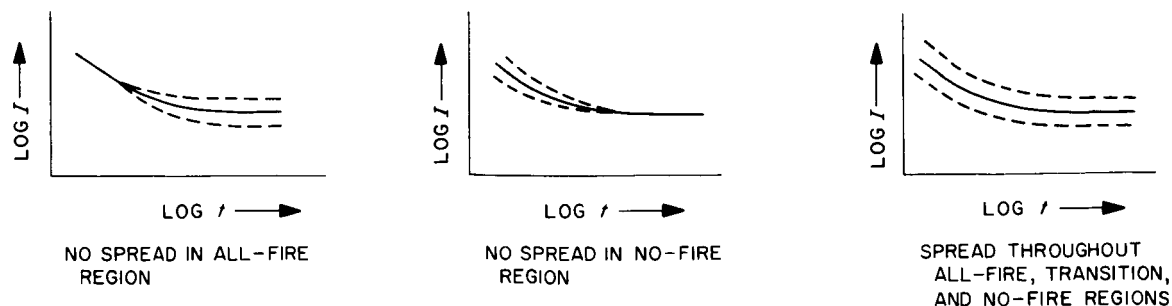 LOG I
LOG t
NO SPREAD IN ALL-FIRE
REGION
LOG I
LOG t
NO SPREAD IN NO-FIRE
REGION
LOG I
LOG t
SPREAD THROUGHOUT
ALL-FIRE, TRANSITION,
AND NO-FIRE REGIONS